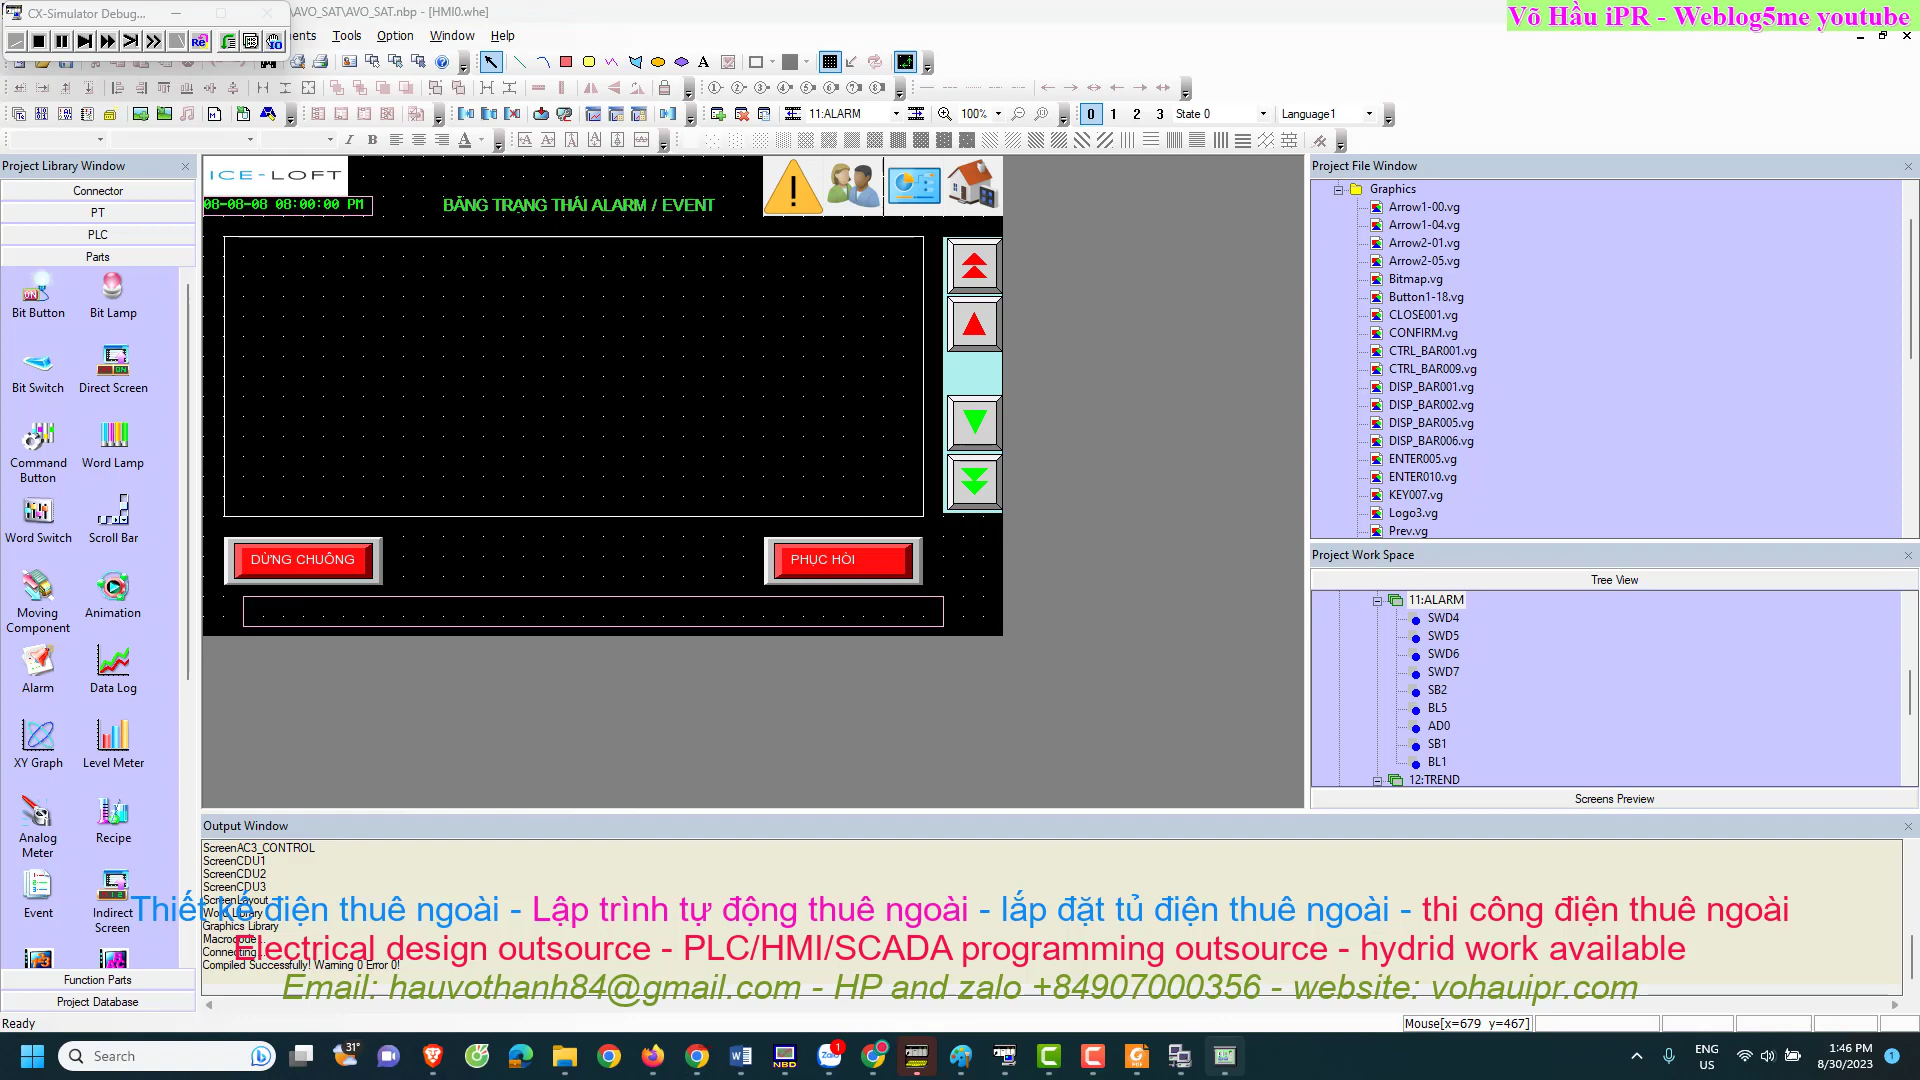 CX-Simulator Debug...
\AVO_SAT\AVO_SAT.nbp - [HMI0.whe]
Võ Hầu iPR - Weblog5me youtube
ents Tools Option Window Help
11:ALARM 100% 0 1 2 3 State 0 Language1
Project Library Window
Connector
PT
PLC
Parts
Bit Button Bit Lamp
Bit Switch Direct Screen
Command Button Word Lamp
Word Switch Scroll Bar
Moving Component Animation
Alarm Data Log
XY Graph Level Meter
Analog Meter Recipe
Event Indirect Screen
Function Parts
Project Database
ICE-LOFT
08-08-08 08:00:00 PM
BẢNG TRẠNG THÁI ALARM / EVENT
DỪNG CHUÔNG
PHỤC HỒI
Project File Window
Graphics
Arrow1-00.vg
Arrow1-04.vg
Arrow2-01.vg
Arrow2-05.vg
Bitmap.vg
Button1-18.vg
CLOSE001.vg
CONFIRM.vg
CTRL_BAR001.vg
CTRL_BAR009.vg
DISP_BAR001.vg
DISP_BAR002.vg
DISP_BAR005.vg
DISP_BAR006.vg
ENTER005.vg
ENTER010.vg
KEY007.vg
Logo3.vg
Prev.vg
Project Work Space
Tree View
11:ALARM
SWD4
SWD5
SWD6
SWD7
SB2
BL5
AD0
SB1
BL1
12:TREND
Screens Preview
Output Window
ScreenAC3_CONTROL
ScreenCDU1
ScreenCDU2
ScreenCDU3
ScreenLayout
Word Library
Graphics Library
Macrocode
Connecting
Compiled Successfully! Warning 0 Error 0!
Thiết kế điện thuê ngoài - Lập trình tự động thuê ngoài - lắp đặt tủ điện thuê ngoài - thi công điện thuê ngoài
Electrical design outsource - PLC/HMI/SCADA programming outsource - hydrid work available
Email: hauvothanh84@gmail.com - HP and zalo +84907000356 - website: vohauipr.com
Ready
Mouse[x=679 y=467]
Search
31°
ENG
US
1:46 PM
8/30/2023